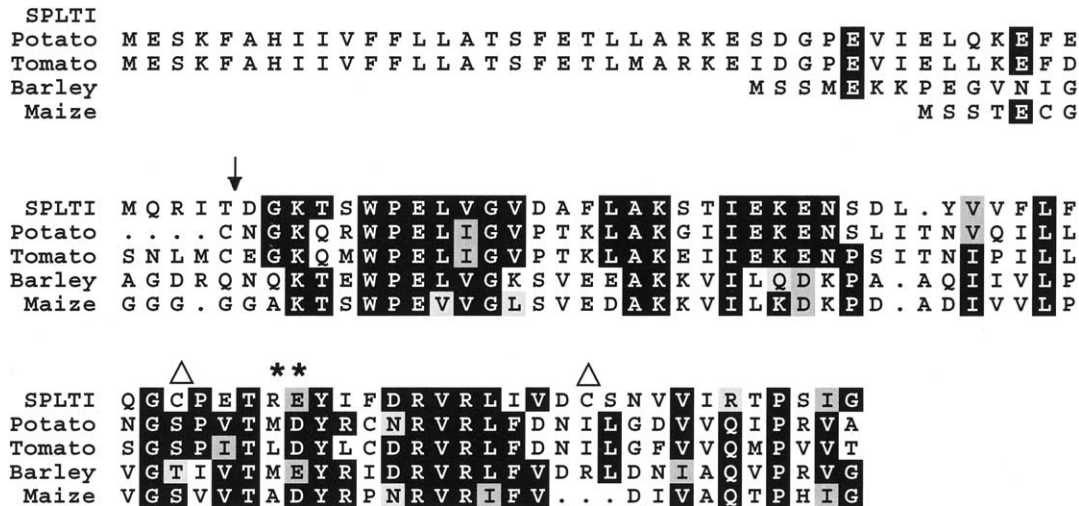 SPLTI
Potato M E S K F A H I I V F F L L A T S F E T L L A R K E S D G P E V I E L Q K E F E
Tomato M E S K F A H I I V F F L L A T S F E T L M A R K E I D G P E V I E L L K E F D
Barley M S S M E K K P E G V N I G
Maize M S S T E C G
↓
SPLTI M Q R I T D G K T S W P E L V G V D A F L A K S T I E K E N S D L . Y V V F L F
Potato . . . . C N G K Q R W P E L I G V P T K L A K G I I E K E N S L I T N V Q I L L
Tomato S N L M C E G K Q M W P E L I G V P T K L A K E I I E K E N P S I T N I P I L L
Barley A G D R Q N Q K T E W P E L V G K S V E E A K K V I L Q D K P A . A Q I I V L P
Maize G G G . G G A K T S W P E V V G L S V E D A K K V I L K D K P D . A D I V V L P
△ * * △
SPLTI Q G C P E T R E Y I F D R V R L I V D C S N V V I R T P S I G
Potato N G S P V T M D Y R C N R V R L F D N I L G D V V Q I P R V A
Tomato S G S P I T L D Y L C D R V R L F D N I L G F V V Q M P V V T
Barley V G T I V T M E Y R I D R V R L F V D R L D N I A Q V P R V G
Maize V G S V V T A D Y R P N R V R I F V . . . D I V A Q T P H I G